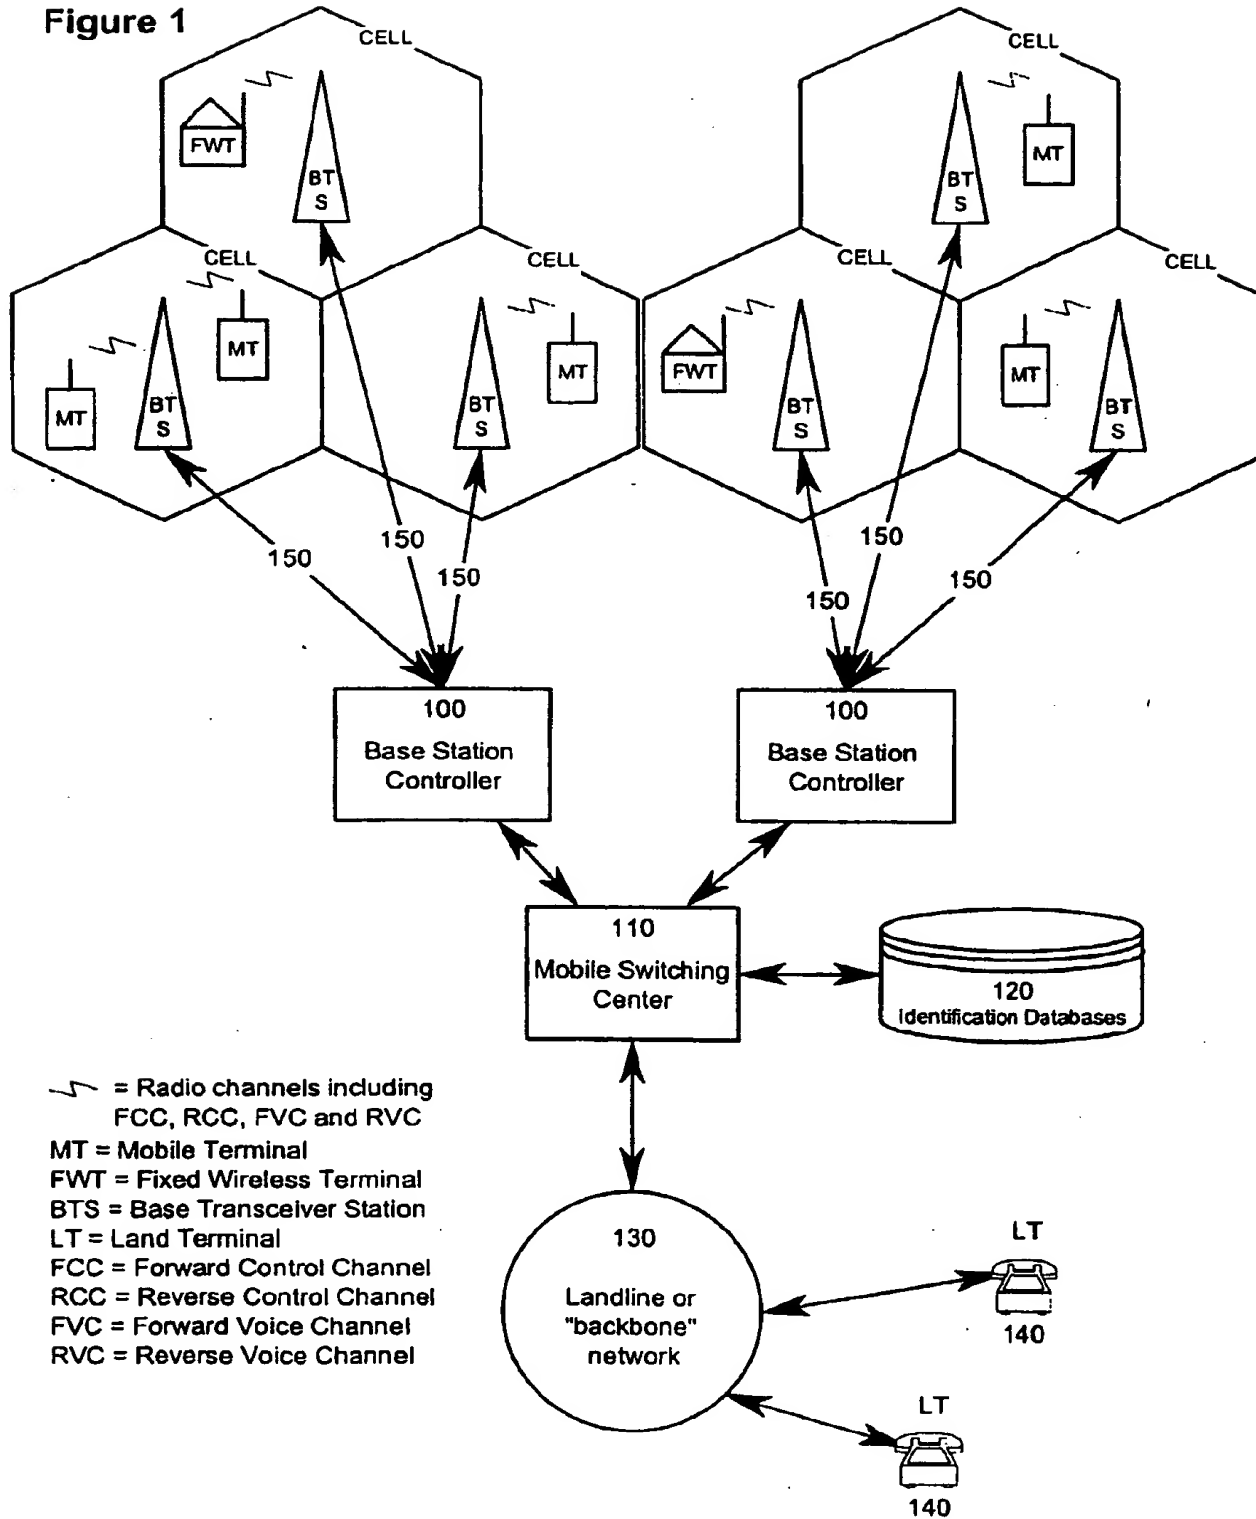 Figure 1
CELL
CELL
FWT
BT
S
MT
BT
S
CELL
CELL
CELL
CELL
MT
MT
BT
S
MT
BT
S
FWT
BT
S
MT
BT
S
150
150
150
150
150
150
100
Base Station
Controller
100
Base Station
Controller
110
Mobile Switching
Center
120
Identification Databases
= Radio channels including
FCC, RCC, FVC and RVC
MT = Mobile Terminal
FWT = Fixed Wireless Terminal
BTS = Base Transceiver Station
LT = Land Terminal
FCC = Forward Control Channel
RCC = Reverse Control Channel
FVC = Forward Voice Channel
RVC = Reverse Voice Channel
130
Landline or
"backbone"
network
LT
140
LT
140